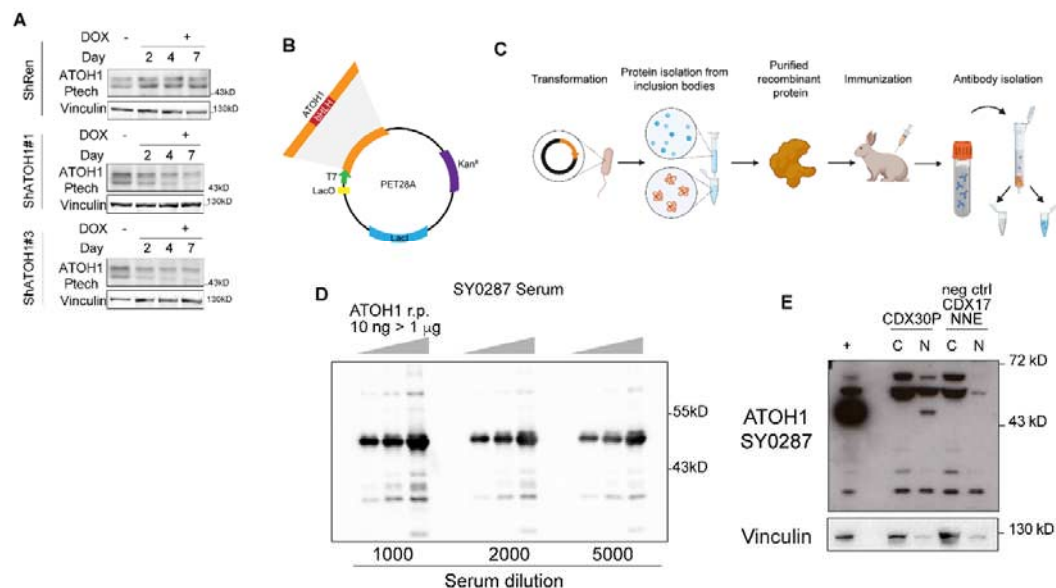 A
DOX - +
Day 2 4 7
ShRen
ATOH1
Ptech
43kD
Vinculin
130kD
DOX - +
Day 2 4 7
ShATOH1#1
ATOH1
Ptech
43kD
Vinculin
130kD
DOX - +
Day 2 4 7
ShATOH1#3
ATOH1
Ptech
43kD
Vinculin
130kD
B
ATOH1
bHLH
T7
LacO
PET28A
Kanᴿ
LacI
C
Transformation
Protein isolation from
inclusion bodies
Purified
recombinant
protein
Immunization
Antibody isolation
D
SY0287 Serum
ATOH1 r.p.
10 ng > 1 µg
55kD
43kD
1000 2000 5000
Serum dilution
E
neg ctrl
CDX30P CDX17
NNE
+ C N C N
72 kD
ATOH1
SY0287
43kD
Vinculin
130 kD